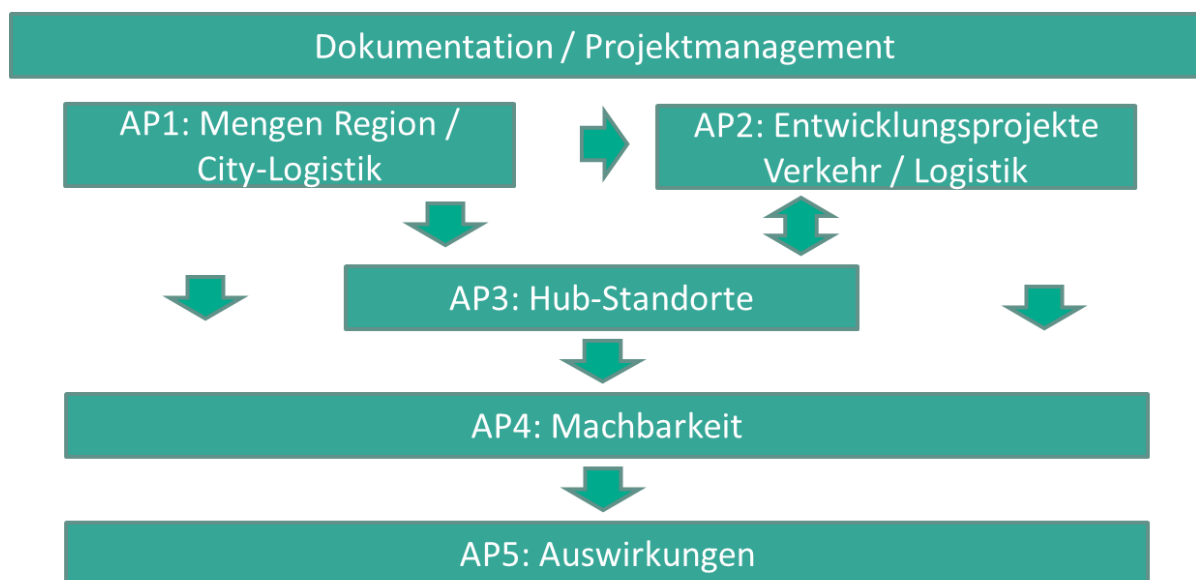 Dokumentation / Projektmanagement
AP1: Mengen Region /
City-Logistik
AP2: Entwicklungsprojekte
Verkehr / Logistik
AP3: Hub-Standorte
AP4: Machbarkeit
AP5: Auswirkungen